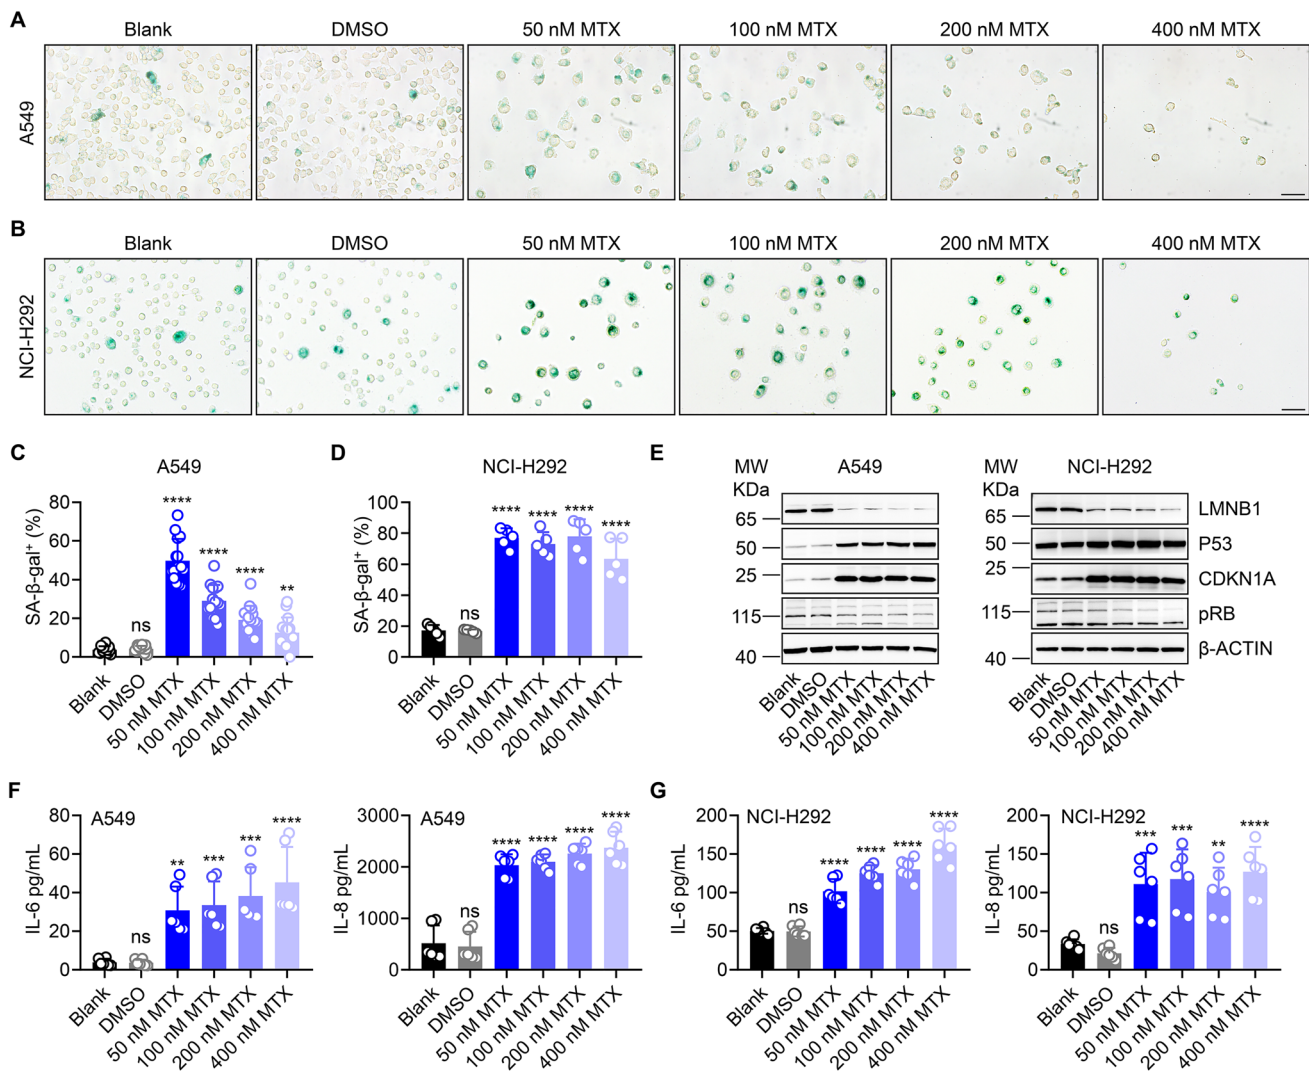 A
Blank DMSO 50 nM MTX 100 nM MTX 200 nM MTX 400 nM MTX
A549
B
Blank DMSO 50 nM MTX 100 nM MTX 200 nM MTX 400 nM MTX
NCI-H292
C
A549
SA-β-gal⁺ (%)
80
60
40
20
0
ns **** **** **** **
Blank DMSO 50 nM MTX 100 nM MTX 200 nM MTX 400 nM MTX
D
NCI-H292
SA-β-gal⁺ (%)
100
80
60
40
20
0
ns **** **** **** ****
Blank DMSO 50 nM MTX 100 nM MTX 200 nM MTX 400 nM MTX
E
MW A549
KDa
65
50
25
115
40
Blank DMSO 50 nM MTX 100 nM MTX 200 nM MTX 400 nM MTX
MW NCI-H292
KDa
65 LMNB1
50 P53
25 CDKN1A
115 pRB
40 β-ACTIN
Blank DMSO 50 nM MTX 100 nM MTX 200 nM MTX 400 nM MTX
F
A549
IL-6 pg/mL
80
60
40
20
0
ns ** *** *** ****
Blank DMSO 50 nM MTX 100 nM MTX 200 nM MTX 400 nM MTX
A549
IL-8 pg/mL
3000
2000
1000
0
ns **** **** **** ****
Blank DMSO 50 nM MTX 100 nM MTX 200 nM MTX 400 nM MTX
G
NCI-H292
IL-6 pg/mL
200
150
100
50
0
ns **** **** **** ****
Blank DMSO 50 nM MTX 100 nM MTX 200 nM MTX 400 nM MTX
NCI-H292
IL-8 pg/mL
200
150
100
50
0
ns *** *** ** ****
Blank DMSO 50 nM MTX 100 nM MTX 200 nM MTX 400 nM MTX